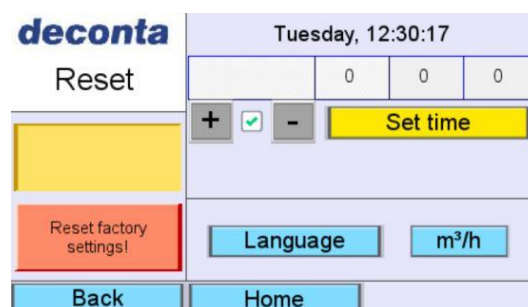 deconta
Tuesday, 12:30:17
Reset
0 0 0
+ -
Set time
Reset factory
settings!
Language
m³/h
Back
Home